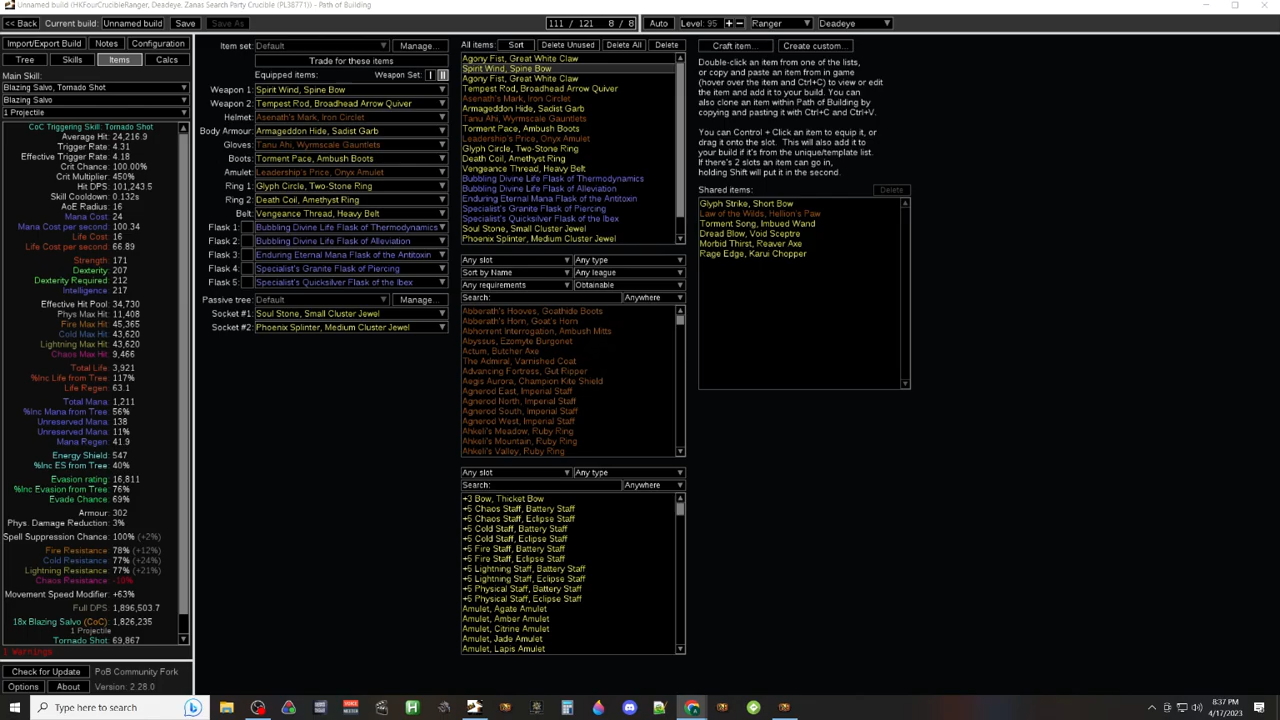 Unnamed build (HKFourCrucibleRanger, Deadeye, Zanas Search Party Crucible (PL38771)) - Path of Building
<< Back Current build: Unnamed build Save Save As 111 / 121 8 / 8 Auto Level: 95 + - Ranger Deadeye
Import/Export Build Notes Configuration
Tree Skills Items Calcs
Main Skill:
Blazing Salvo, Tornado Shot
Blazing Salvo
1 Projectile
CoC Triggering Skill: Tornado Shot
Average Hit: 24,216.9
Trigger Rate: 4.31
Effective Trigger Rate: 4.18
Crit Chance: 100.00%
Crit Multiplier: 450%
Hit DPS: 101,243.5
Skill Cooldown: 0.132s
AoE Radius: 16
Mana Cost: 24
Mana Cost per second: 100.34
Life Cost: 16
Life Cost per second: 66.89
Strength: 171
Dexterity: 207
Dexterity Required: 212
Intelligence: 217
Effective Hit Pool: 34,730
Phys Max Hit: 11,408
Fire Max Hit: 45,365
Cold Max Hit: 43,620
Lightning Max Hit: 43,620
Chaos Max Hit: 9,466
Total Life: 3,921
%Inc Life from Tree: 117%
Life Regen: 63.1
Total Mana: 1,211
%Inc Mana from Tree: 56%
Unreserved Mana: 138
Unreserved Mana: 11%
Mana Regen: 41.9
Energy Shield: 547
%Inc ES from Tree: 40%
Evasion rating: 16,811
%Inc Evasion from Tree: 76%
Evade Chance: 69%
Armour: 302
Phys. Damage Reduction: 3%
Spell Suppression Chance: 100% (+2%)
Fire Resistance: 78% (+12%)
Cold Resistance: 77% (+24%)
Lightning Resistance: 77% (+21%)
Chaos Resistance: -10%
Movement Speed Modifier: +63%
Full DPS: 1,896,503.7
18x Blazing Salvo (CoC) 1,826,235
1 Projectile
Tornado Shot: 69,867
1 Warnings
Check for Update PoB Community Fork
Options About Version: 2.28.0
Item set: Default Manage...
Trade for these items
Equipped items: Weapon Set: I II
Weapon 1: Spirit Wind, Spine Bow
Weapon 2: Tempest Rod, Broadhead Arrow Quiver
Helmet: Asenath's Mark, Iron Circlet
Body Armour: Armageddon Hide, Sadist Garb
Gloves: Tanu Ahi, Wyrmscale Gauntlets
Boots: Torment Pace, Ambush Boots
Amulet: Leadership's Price, Onyx Amulet
Ring 1: Glyph Circle, Two-Stone Ring
Ring 2: Death Coil, Amethyst Ring
Belt: Vengeance Thread, Heavy Belt
Flask 1: Bubbling Divine Life Flask of Thermodynamics
Flask 2: Bubbling Divine Life Flask of Alleviation
Flask 3: Enduring Eternal Mana Flask of the Antitoxin
Flask 4: Specialist's Granite Flask of Piercing
Flask 5: Specialist's Quicksilver Flask of the Ibex
Passive tree: Default Manage...
Socket #1: Soul Stone, Small Cluster Jewel
Socket #2: Phoenix Splinter, Medium Cluster Jewel
All items: Sort Delete Unused Delete All Delete
Agony Fist, Great White Claw
Spirit Wind, Spine Bow
Agony Fist, Great White Claw
Tempest Rod, Broadhead Arrow Quiver
Asenath's Mark, Iron Circlet
Armageddon Hide, Sadist Garb
Tanu Ahi, Wyrmscale Gauntlets
Torment Pace, Ambush Boots
Leadership's Price, Onyx Amulet
Glyph Circle, Two-Stone Ring
Death Coil, Amethyst Ring
Vengeance Thread, Heavy Belt
Bubbling Divine Life Flask of Thermodynamics
Bubbling Divine Life Flask of Alleviation
Enduring Eternal Mana Flask of the Antitoxin
Specialist's Granite Flask of Piercing
Specialist's Quicksilver Flask of the Ibex
Soul Stone, Small Cluster Jewel
Phoenix Splinter, Medium Cluster Jewel
Any slot Any type
Sort by Name Any league
Any requirements Obtainable
Search: Anywhere
Abberath's Hooves, Goathide Boots
Abberath's Horn, Goat's Horn
Abhorrent Interrogation, Ambush Mitts
Abyssus, Ezomyte Burgonet
Actum, Butcher Axe
The Admiral, Varnished Coat
Advancing Fortress, Gut Ripper
Aegis Aurora, Champion Kite Shield
Agnerod East, Imperial Staff
Agnerod North, Imperial Staff
Agnerod South, Imperial Staff
Agnerod West, Imperial Staff
Ahkeli's Meadow, Ruby Ring
Ahkeli's Mountain, Ruby Ring
Ahkeli's Valley, Ruby Ring
Any slot Any type
Search: Anywhere
+3 Bow, Thicket Bow
+5 Chaos Staff, Battery Staff
+5 Chaos Staff, Eclipse Staff
+5 Cold Staff, Battery Staff
+5 Cold Staff, Eclipse Staff
+5 Fire Staff, Battery Staff
+5 Fire Staff, Eclipse Staff
+5 Lightning Staff, Battery Staff
+5 Lightning Staff, Eclipse Staff
+5 Physical Staff, Battery Staff
+5 Physical Staff, Eclipse Staff
Amulet, Agate Amulet
Amulet, Amber Amulet
Amulet, Citrine Amulet
Amulet, Jade Amulet
Amulet, Lapis Amulet
Craft item... Create custom...
Double-click an item from one of the lists,
or copy and paste an item from in game
(hover over the item and Ctrl+C) to view or edit
the item and add it to your build. You can
also clone an item within Path of Building by
copying and pasting it with Ctrl+C and Ctrl+V.
You can Control + Click an item to equip it, or
drag it onto the slot. This will also add it to
your build if it's from the unique/template list.
If there's 2 slots an item can go in,
holding Shift will put it in the second.
Shared items: Delete
Glyph Strike, Short Bow
Law of the Wilds, Hellion's Paw
Torment Song, Imbued Wand
Dread Blow, Void Sceptre
Morbid Thirst, Reaver Axe
Rage Edge, Karui Chopper
Type here to search
8:37 PM
4/17/2023